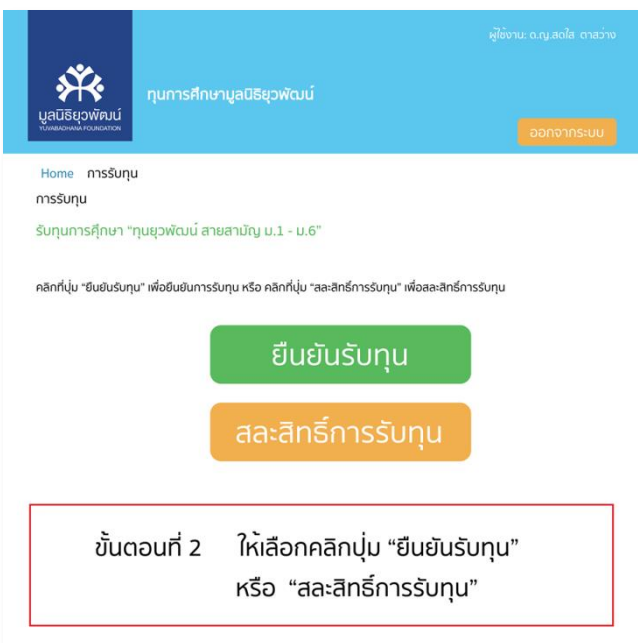 ผู้ใช้งาน: ด.ญ.สดใส ตาสว่าง
มูลนิธิยุวพัฒน์
YUVABADHANA FOUNDATION
ทุนการศึกษามูลนิธิยุวพัฒน์
ออกจากระบบ
Home การรับทุน
การรับทุน
รับทุนการศึกษา “ทุนยุวพัฒน์ สายสามัญ ม.1 - ม.6”
คลิกที่ปุ่ม “ยืนยันรับทุน” เพื่อยืนยันการรับทุน หรือ คลิกที่ปุ่ม “สละสิทธิ์การรับทุน” เพื่อสละสิทธิ์การรับทุน
ยืนยันรับทุน
สละสิทธิ์การรับทุน
ขั้นตอนที่ 2 ให้เลือกคลิกปุ่ม “ยืนยันรับทุน”
หรือ “สละสิทธิ์การรับทุน”